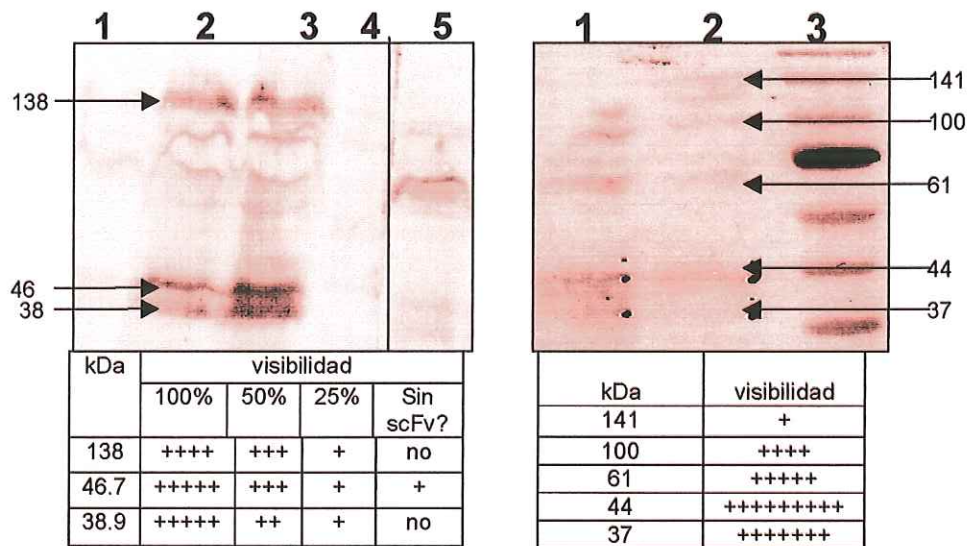 1 2 3 4 5
138
46
38
kDa visibilidad
100% 50% 25% Sin scFv?
138 ++++ +++ + no
46.7 +++++ +++ + +
38.9 +++++ ++ + no
1 2 3
141
100
61
44
37
kDa visibilidad
141 +
100 ++++
61 +++++
44 +++++++++
37 +++++++